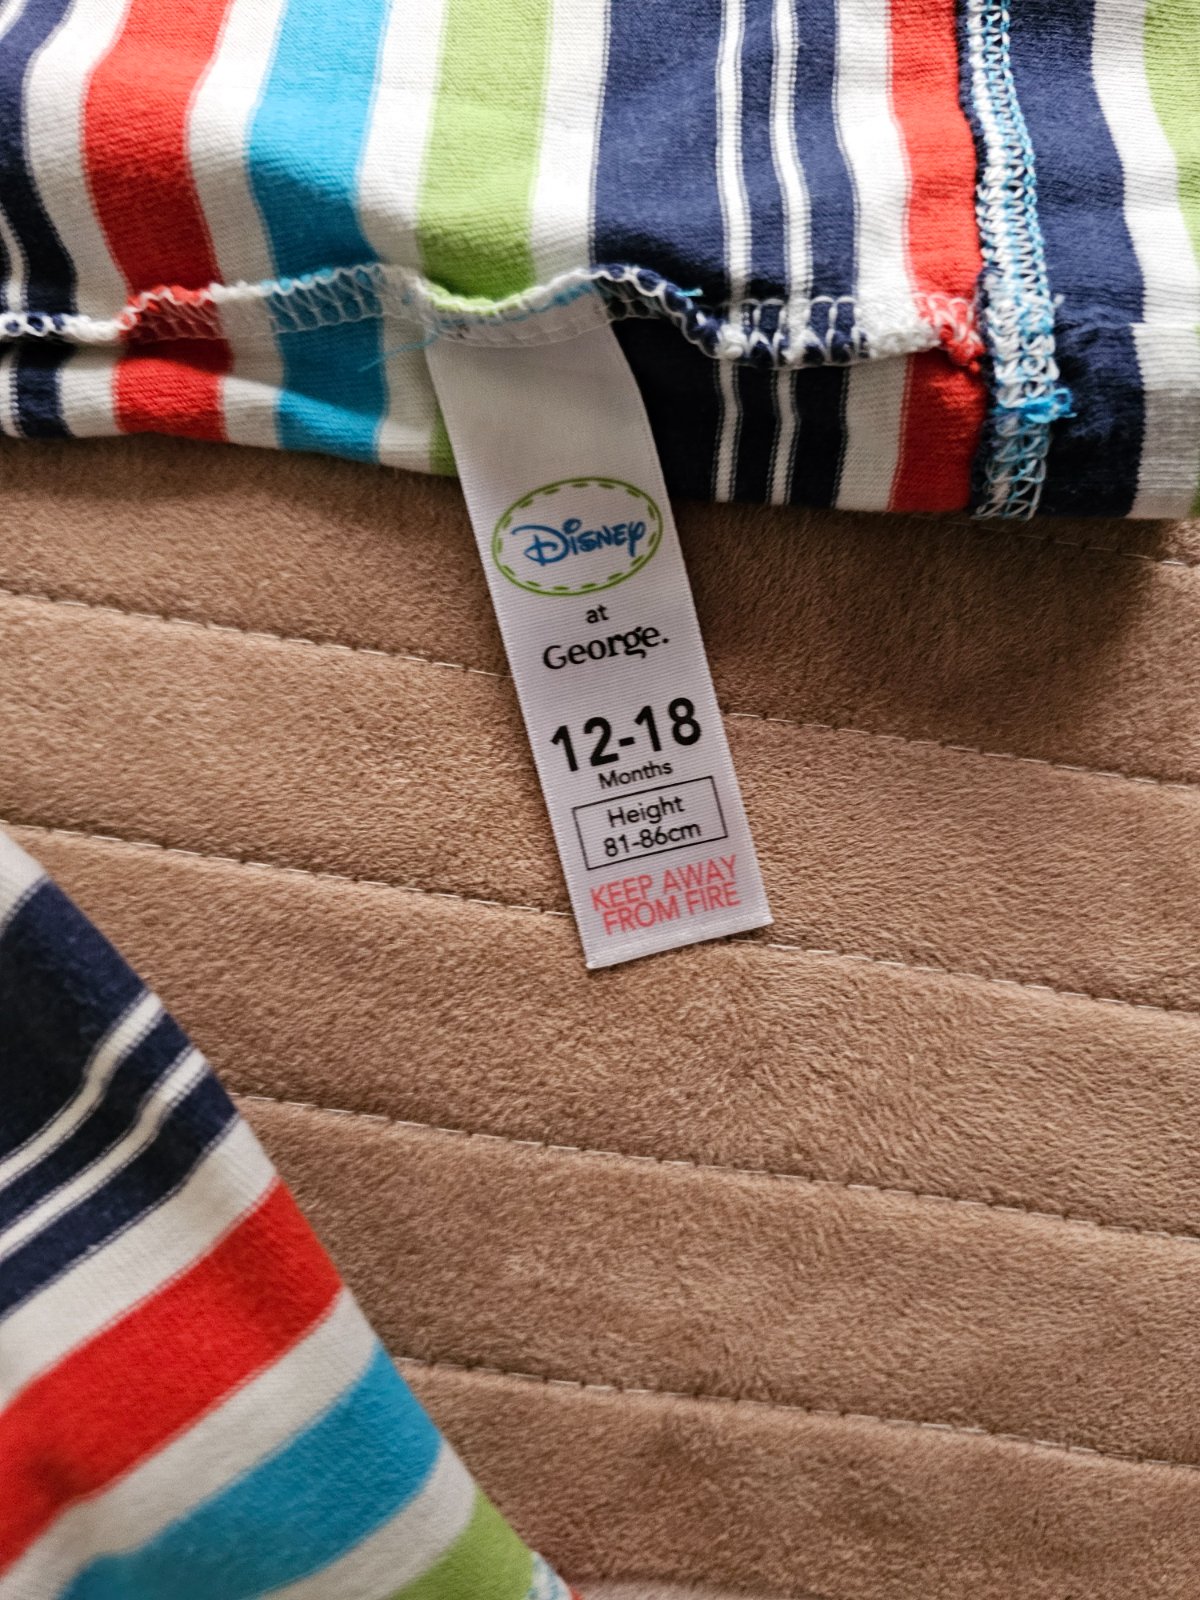 Disney
at
George.
12-18
Months
Height
81-86cm
KEEP AWAY
FROM FIRE